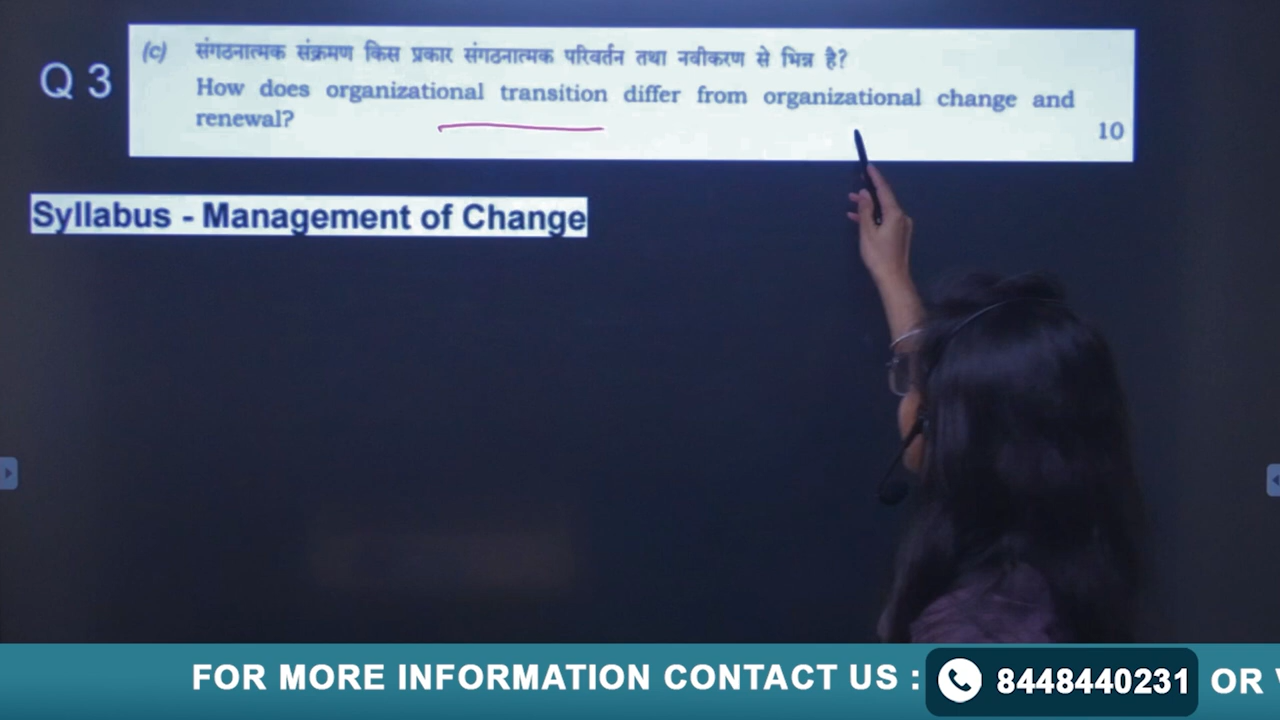 Q 3
(c) संगठनात्मक संक्रमण किस प्रकार संगठनात्मक परिवर्तन तथा नवीकरण से भिन्न है?
How does organizational transition differ from organizational change and
renewal?
10
Syllabus - Management of Change
FOR MORE INFORMATION CONTACT US : 8448440231 OR